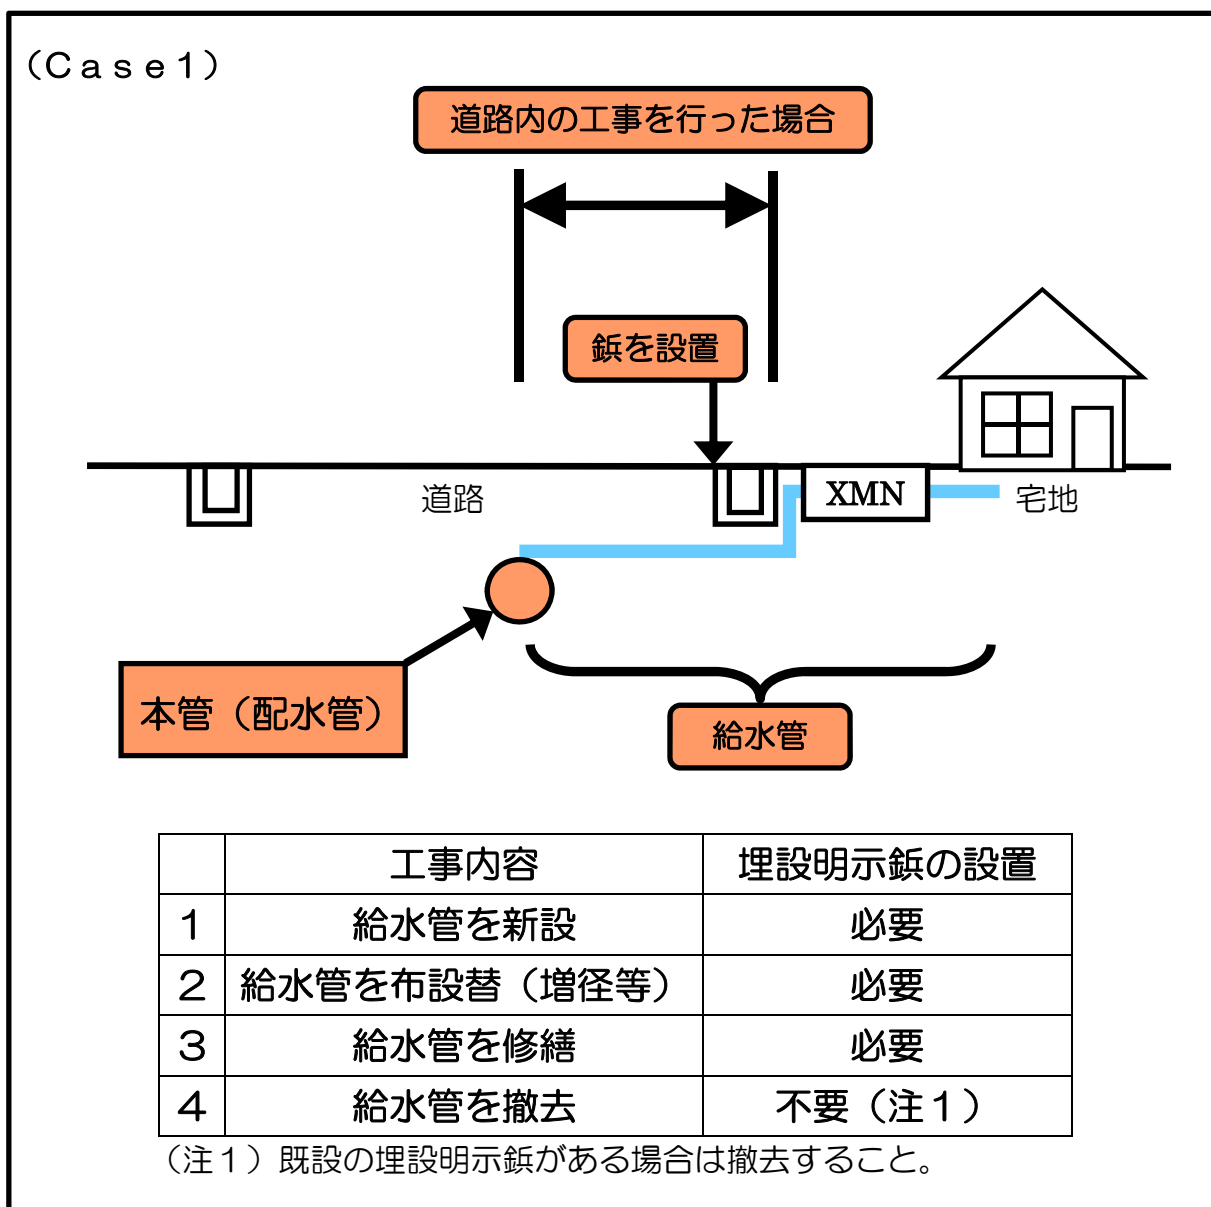 （Ｃａｓｅ１）
道路内の工事を行った場合
鋲を設置
道路
XMN
宅地
本管（配水管）
給水管
工事内容 埋設明示鋲の設置
１ 給水管を新設 必要
２ 給水管を布設替（増径等） 必要
３ 給水管を修繕 必要
４ 給水管を撤去 不要（注１）
（注１）既設の埋設明示鋲がある場合は撤去すること。